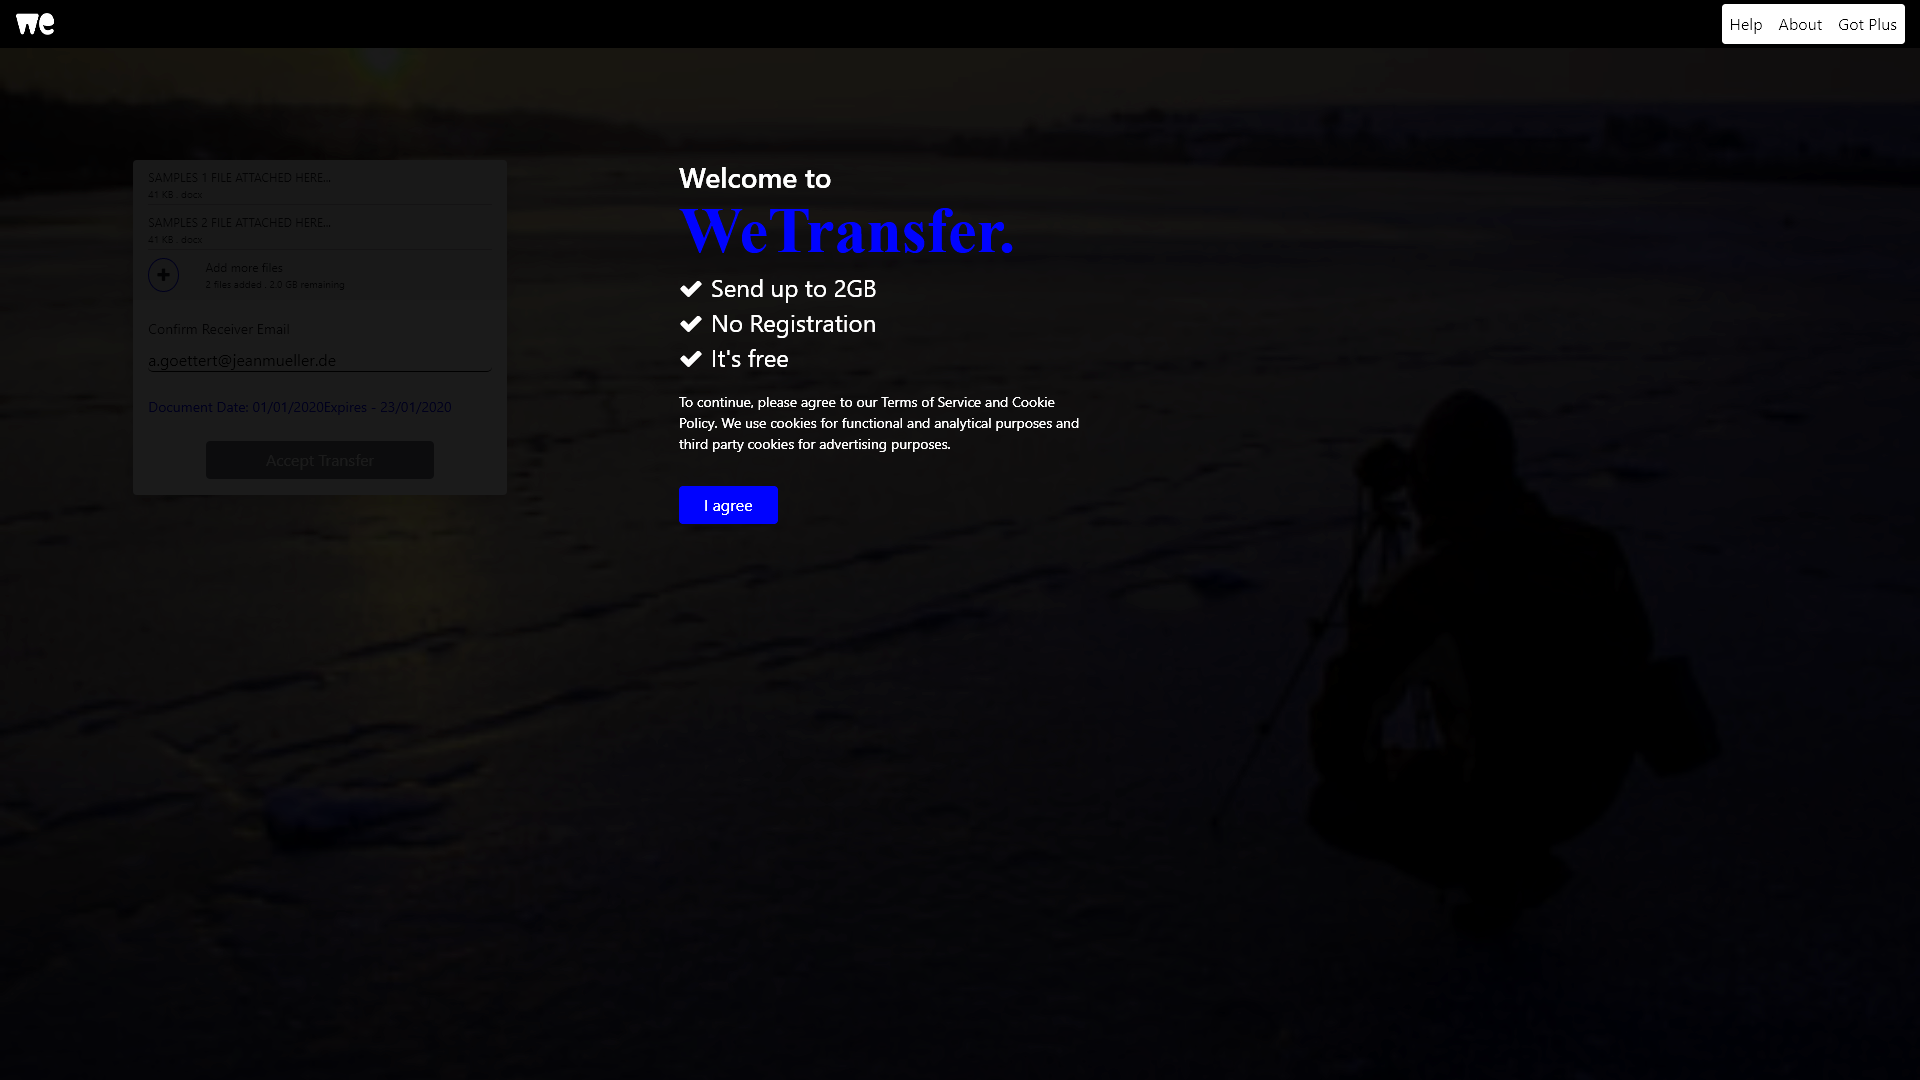 we
Help About Got Plus
SAMPLES 1 FILE ATTACHED HERE...
41 KB . docx
SAMPLES 2 FILE ATTACHED HERE...
41 KB . docx
Add more files
2 files added . 2.0 GB remaining
Confirm Receiver Email
a.goettert@jeanmueller.de
Document Date: 01/01/2020Expires - 23/01/2020
Accept Transfer
Welcome to
WeTransfer.
Send up to 2GB
No Registration
It's free
To continue, please agree to our Terms of Service and Cookie
Policy. We use cookies for functional and analytical purposes and
third party cookies for advertising purposes.
I agree